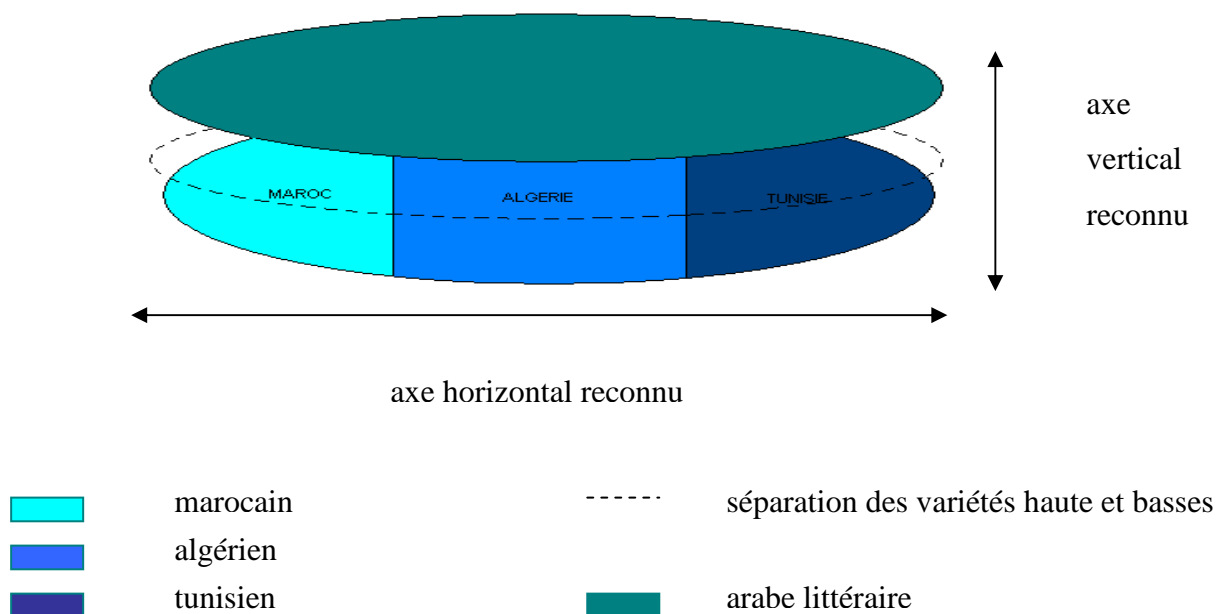 axe
vertical
reconnu
MAROC
ALGERIE
TUNISIE
axe horizontal reconnu
marocain
séparation des variétés haute et basses
algérien
tunisien
arabe littéraire